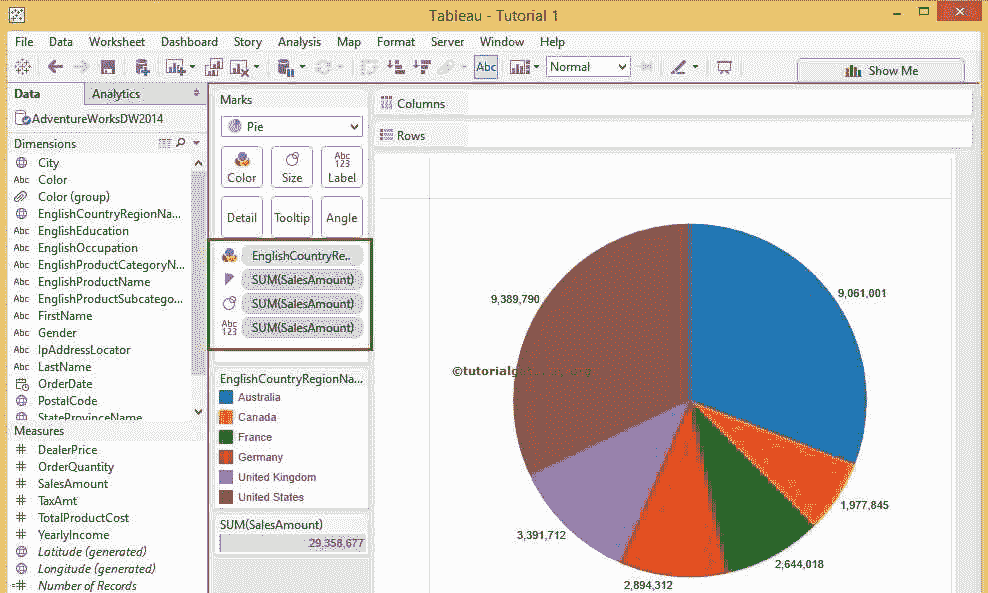 Tableau - Tutorial 1
File Data Worksheet Dashboard Story Analysis Map Format Server Window Help
Abc Normal Show Me
Data Analytics
AdventureWorksDW2014
Dimensions
City
Abc Color
Color (group)
EnglishCountryRegionNa...
Abc EnglishEducation
Abc EnglishOccupation
Abc EnglishProductCategoryN...
Abc EnglishProductName
Abc EnglishProductSubcatego...
Abc FirstName
Abc Gender
Abc IpAddressLocator
Abc LastName
OrderDate
PostalCode
StateProvinceName
Measures
# DealerPrice
# OrderQuantity
# SalesAmount
# TaxAmt
# TotalProductCost
# YearlyIncome
Latitude (generated)
Longitude (generated)
=# Number of Records
Marks
Pie
Color Size Abc 123 Label
Detail Tooltip Angle
EnglishCountryRe..
SUM(SalesAmount)
SUM(SalesAmount)
Abc 123 SUM(SalesAmount)
EnglishCountryRegionNa...
Australia
Canada
France
Germany
United Kingdom
United States
SUM(SalesAmount)
29,358,677
Columns
Rows
9,389,790
9,061,001
1,977,845
2,644,018
2,894,312
3,391,712